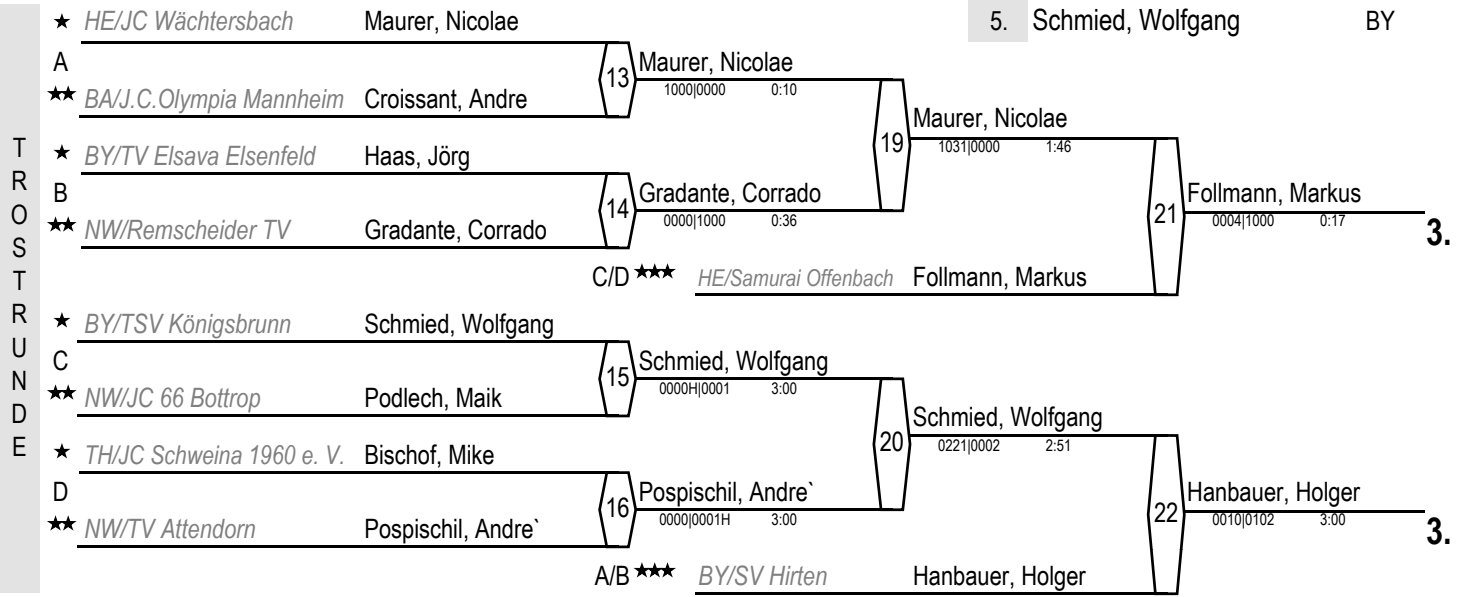 ★ HE/JC Wächtersbach Maurer, Nicolae
5. Schmied, Wolfgang BY
A
13 Maurer, Nicolae
1000|0000 0:10
★★ BA/J.C.Olympia Mannheim Croissant, Andre
19 Maurer, Nicolae
1031|0000 1:46
★ BY/TV Elsava Elsenfeld Haas, Jörg
B
14 Gradante, Corrado
0000|1000 0:36
★★ NW/Remscheider TV Gradante, Corrado
21 Follmann, Markus
0004|1000 0:17
3.
C/D ★★★ HE/Samurai Offenbach Follmann, Markus
TROSTRUNDE
★ BY/TSV Königsbrunn Schmied, Wolfgang
C
15 Schmied, Wolfgang
0000H|0001 3:00
★★ NW/JC 66 Bottrop Podlech, Maik
20 Schmied, Wolfgang
0221|0002 2:51
★ TH/JC Schweina 1960 e. V. Bischof, Mike
D
16 Pospischil, Andre`
0000|0001H 3:00
★★ NW/TV Attendorn Pospischil, Andre`
22 Hanbauer, Holger
0010|0102 3:00
3.
A/B ★★★ BY/SV Hirten Hanbauer, Holger